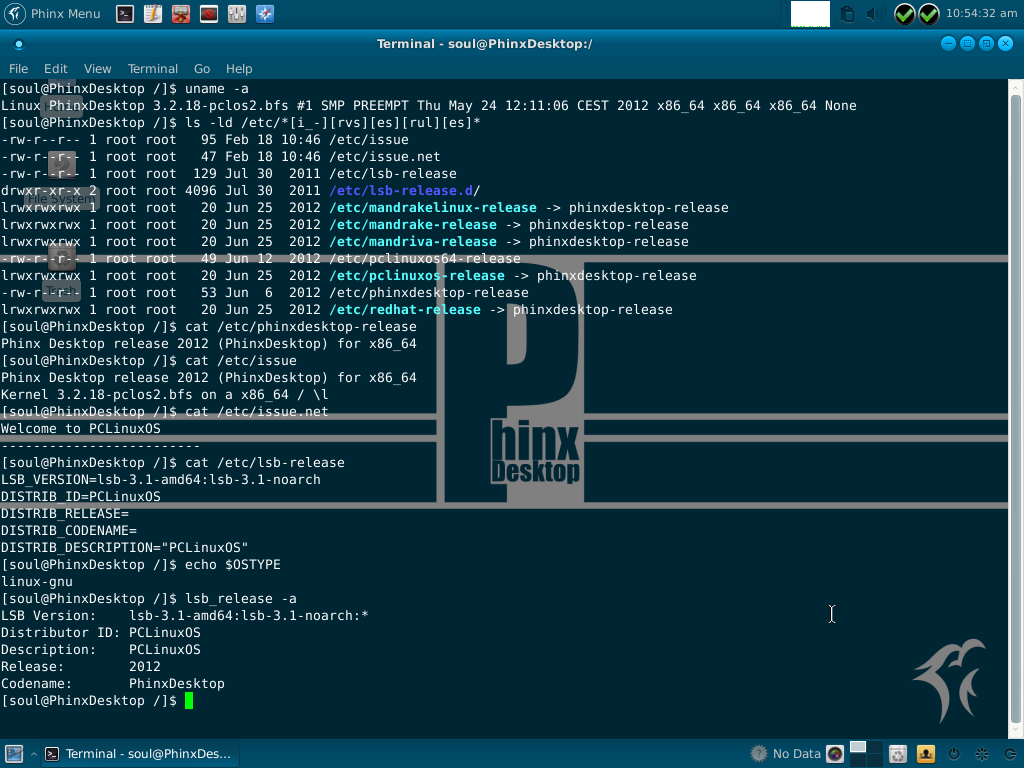 Phinx Menu 10:54:32 am
Terminal - soul@PhinxDesktop:/
File Edit View Terminal Go Help
[soul@PhinxDesktop /]$ uname -a
Linux PhinxDesktop 3.2.18-pclos2.bfs #1 SMP PREEMPT Thu May 24 12:11:06 CEST 2012 x86_64 x86_64 x86_64 None
[soul@PhinxDesktop /]$ ls -ld /etc/*[i_-][rvs][es][rul][es]*
-rw-r--r-- 1 root root   95 Feb 18 10:46 /etc/issue
-rw-r--r-- 1 root root   47 Feb 18 10:46 /etc/issue.net
-rw-r--r-- 1 root root  129 Jul 30  2011 /etc/lsb-release
drwxr-xr-x 2 root root 4096 Jul 30  2011 /etc/lsb-release.d/
File System
lrwxrwxrwx 1 root root   20 Jun 25  2012 /etc/mandrakelinux-release -> phinxdesktop-release
lrwxrwxrwx 1 root root   20 Jun 25  2012 /etc/mandrake-release -> phinxdesktop-release
lrwxrwxrwx 1 root root   20 Jun 25  2012 /etc/mandriva-release -> phinxdesktop-release
-rw-r--r-- 1 root root   49 Jun 12  2012 /etc/pclinuxos64-release
lrwxrwxrwx 1 root root   20 Jun 25  2012 /etc/pclinuxos-release -> phinxdesktop-release
-rw-r--r-- 1 root root   53 Jun  6  2012 /etc/phinxdesktop-release
lrwxrwxrwx 1 root root   20 Jun 25  2012 /etc/redhat-release -> phinxdesktop-release
[soul@PhinxDesktop /]$ cat /etc/phinxdesktop-release
Phinx Desktop release 2012 (PhinxDesktop) for x86_64
[soul@PhinxDesktop /]$ cat /etc/issue
Phinx Desktop release 2012 (PhinxDesktop) for x86_64
Kernel 3.2.18-pclos2.bfs on a x86_64 / \l
[soul@PhinxDesktop /]$ cat /etc/issue.net
Welcome to PCLinuxOS
-------------------------
[soul@PhinxDesktop /]$ cat /etc/lsb-release
LSB_VERSION=lsb-3.1-amd64:lsb-3.1-noarch
DISTRIB_ID=PCLinuxOS
DISTRIB_RELEASE=
DISTRIB_CODENAME=
DISTRIB_DESCRIPTION="PCLinuxOS"
[soul@PhinxDesktop /]$ echo $OSTYPE
linux-gnu
[soul@PhinxDesktop /]$ lsb_release -a
LSB Version:    lsb-3.1-amd64:lsb-3.1-noarch:*
Distributor ID: PCLinuxOS
Description:    PCLinuxOS
Release:        2012
Codename:       PhinxDesktop
[soul@PhinxDesktop /]$
Phinx
Desktop
Terminal - soul@PhinxDes... No Data